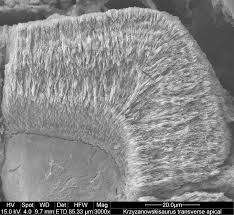 HV Spot WD Det HFW Mag 20.0µm
15.0 kV 4.0 9.7 mm ETD 85.33 µm 3000x Krzyzanowskisaurus transverse apical